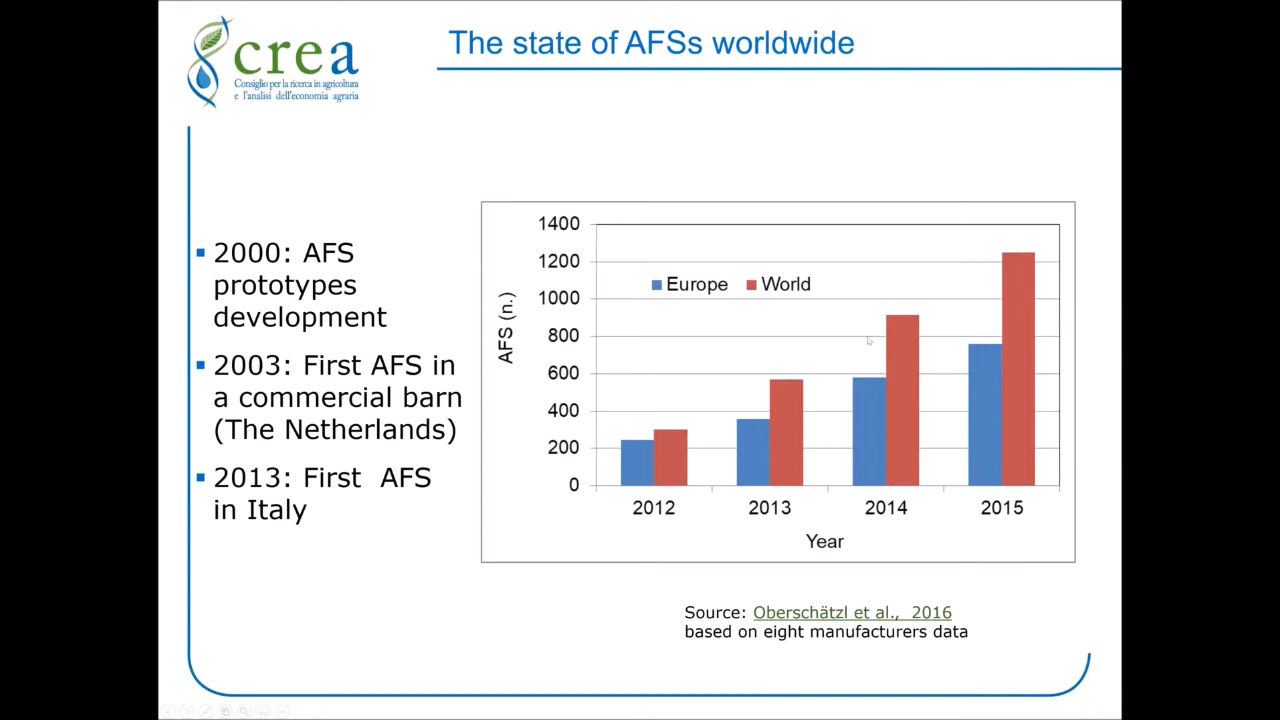 crea
Consiglio per la ricerca in agricoltura
e l'analisi dell'economia agraria
The state of AFSs worldwide
▪ 2000: AFS
prototypes
development
▪ 2003: First AFS in
a commercial barn
(The Netherlands)
▪ 2013: First AFS
in Italy
AFS (n.)
1400
1200
1000
800
600
400
200
0
Europe World
2012 2013 2014 2015
Year
Source: Oberschätzl et al., 2016
based on eight manufacturers data